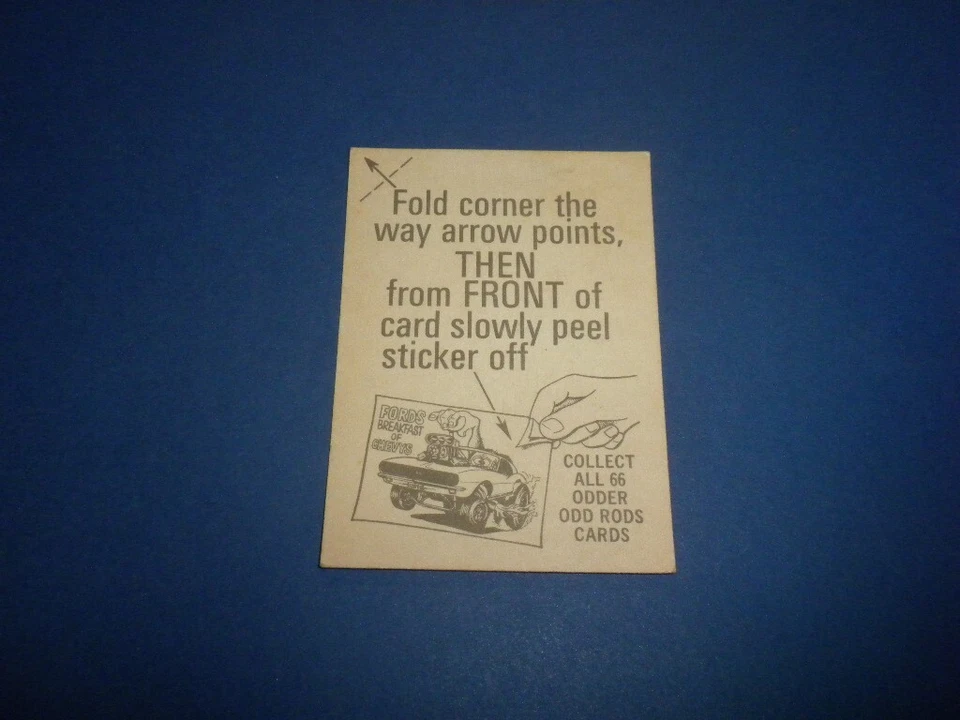 Fold corner the
way arrow points,
THEN
from FRONT of
card slowly peel
sticker off
FORDS
BREAKFAST
OF
CHEVYS
COLLECT
ALL 66
ODDER
ODD RODS
CARDS